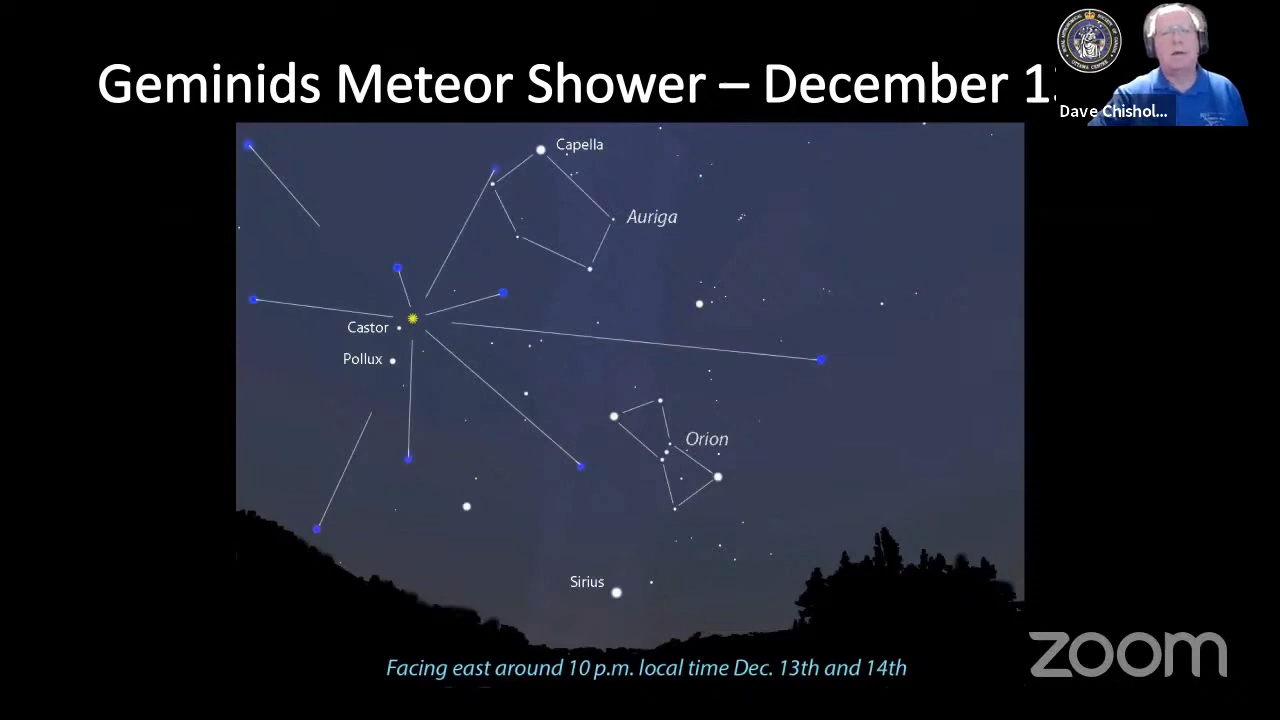 Geminids Meteor Shower – December 1
Dave Chishol...
Capella
Auriga
Castor
Pollux
Orion
Sirius
Facing east around 10 p.m. local time Dec. 13th and 14th
zoom